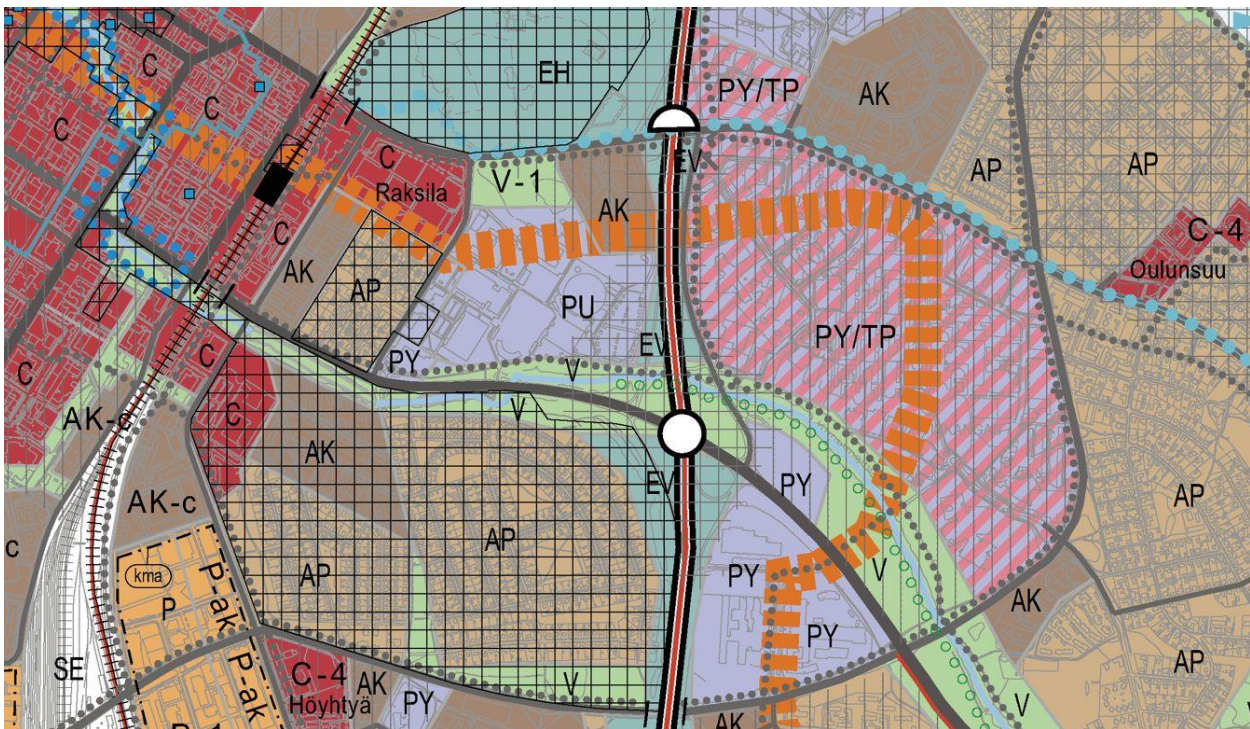 EH
PY/TP
AK
C
C
C
C
Raksila
V-1
EV
AK
AP
AP
C-4
Oulunsuu
C
AK
AP
PU
PY/TP
EV
PY
V
V
C
C
C
AK-c
AK
EV
PY
AP
AK-c
c
AP
AP
kma
P
P-ak
PY
V
AK
PY
SE
P-ak
C-4
Höyhtyä
AK
PY
V
AK
V
AP